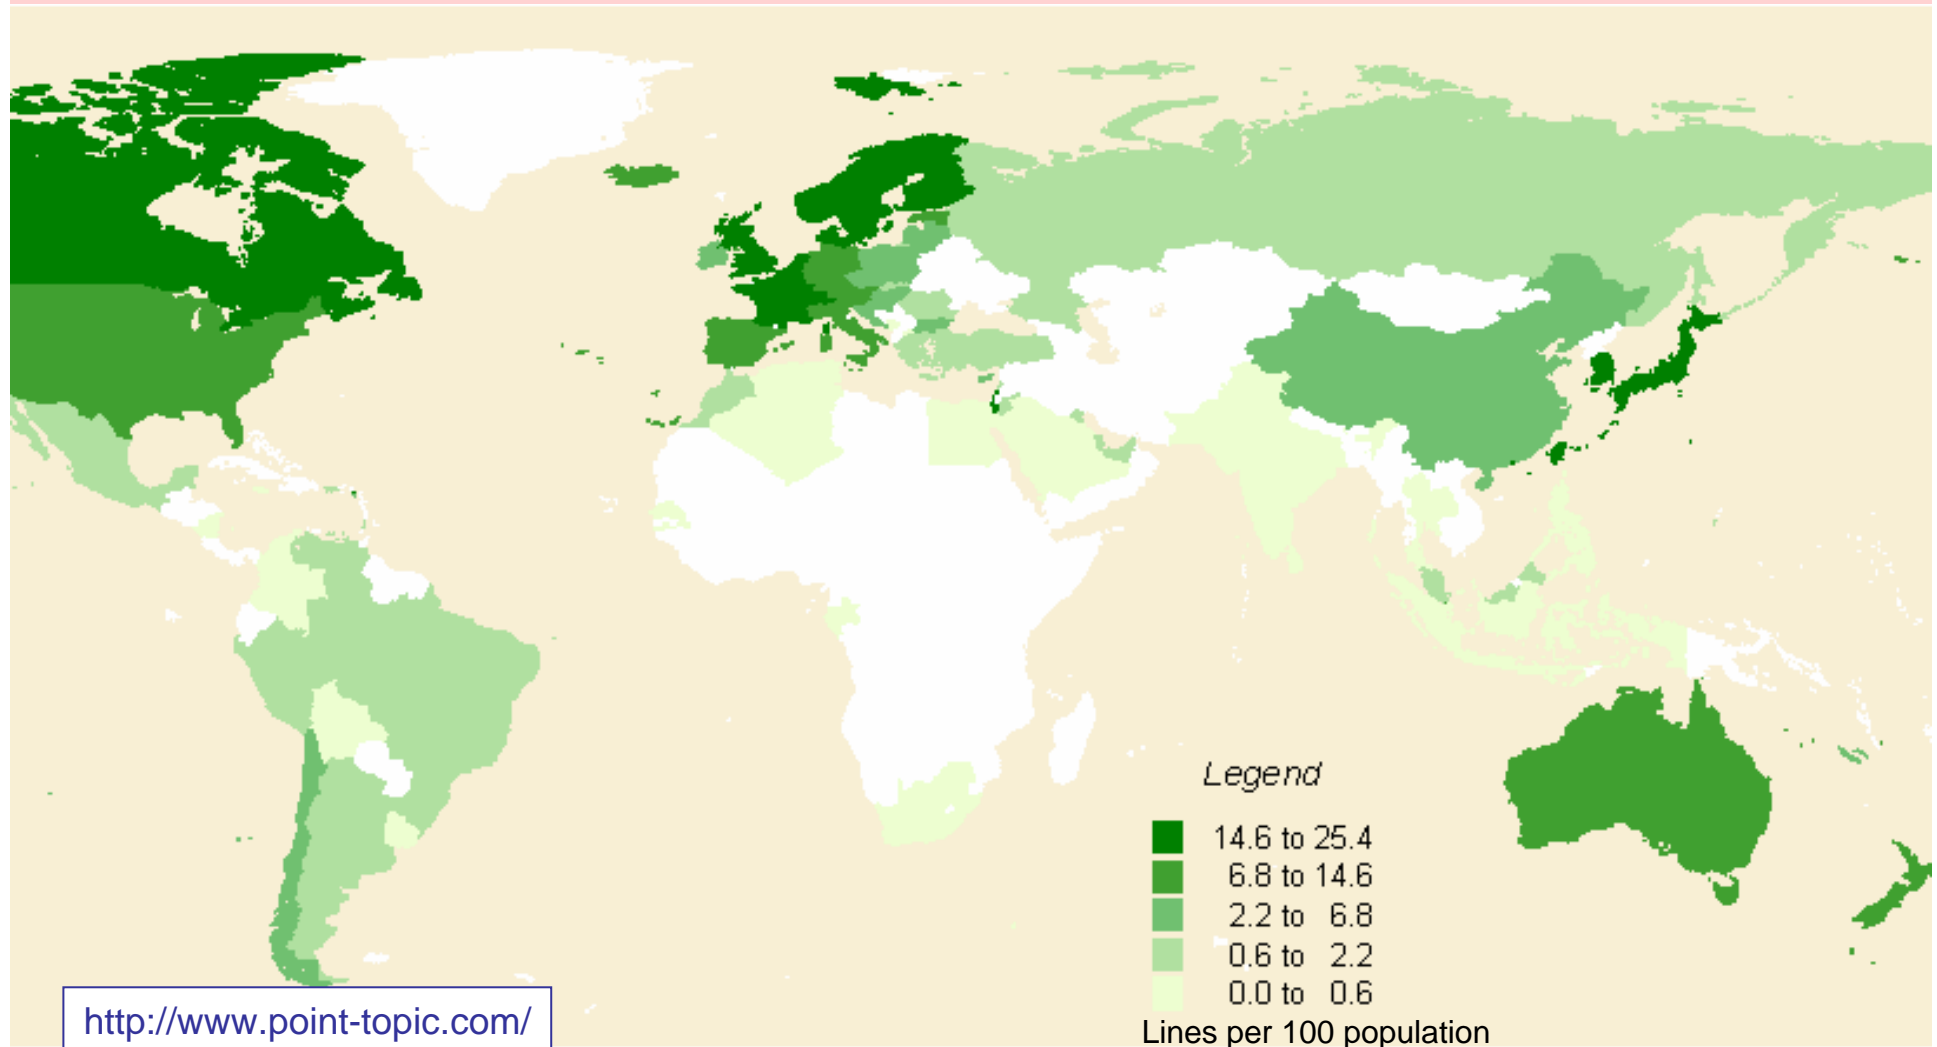 Legend
14.6 to 25.4
6.8 to 14.6
2.2 to 6.8
0.6 to 2.2
0.0 to 0.6
Lines per 100 population
http://www.point-topic.com/